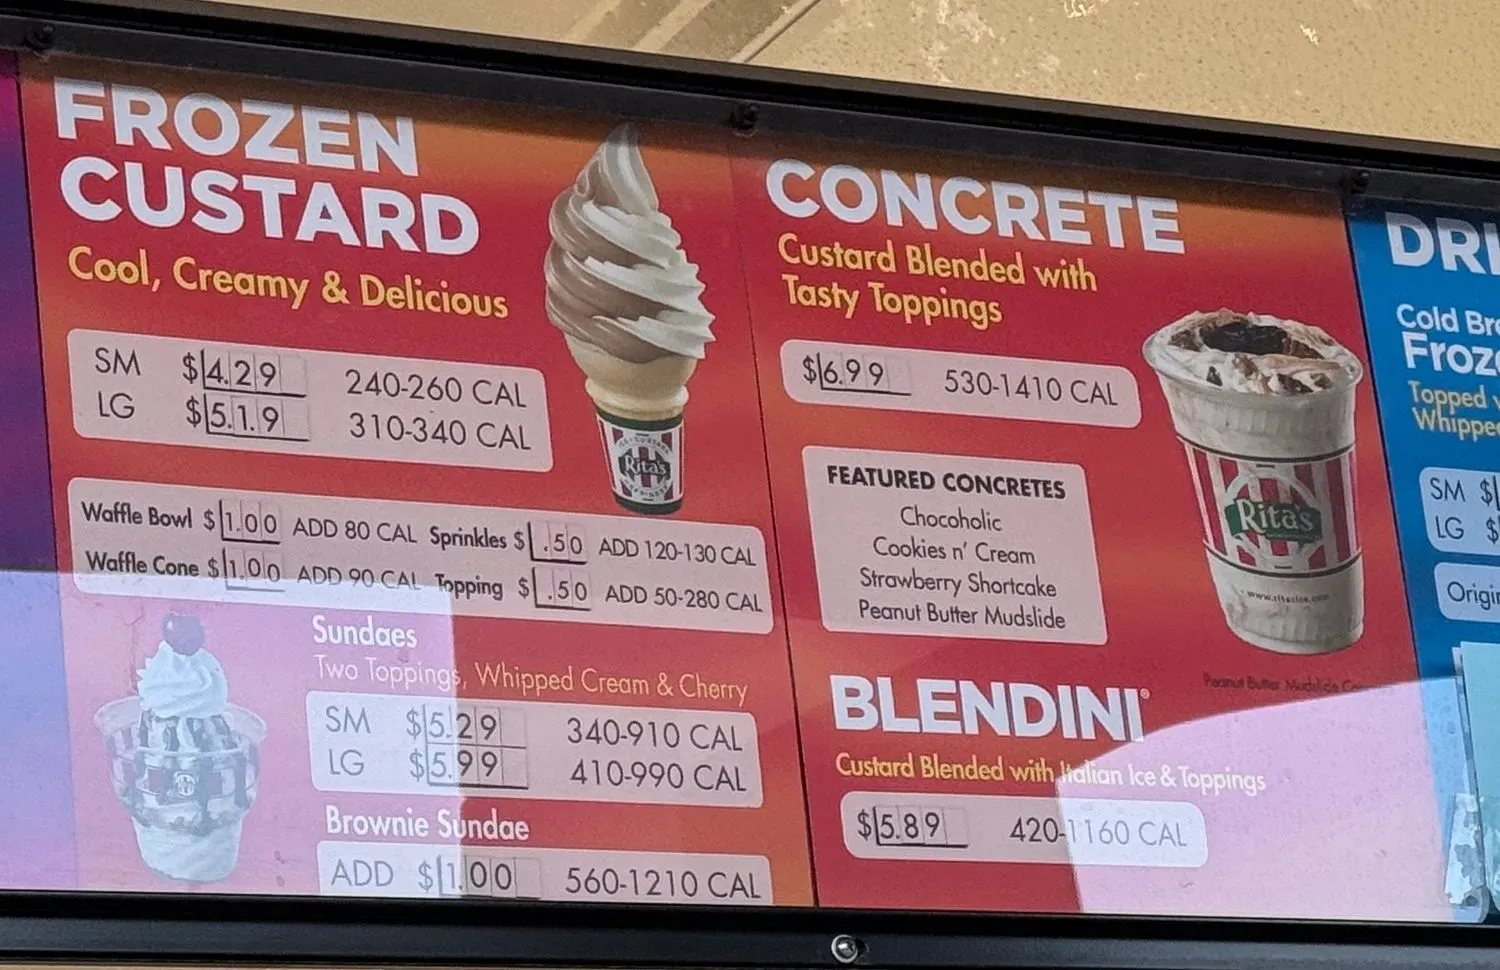 FROZEN
CUSTARD
Cool, Creamy & Delicious
SM $4.29 240-260 CAL
LG $5.19 310-340 CAL
Rita's
Waffle Bowl $1.00 ADD 80 CAL Sprinkles $.50 ADD 120-130 CAL
Waffle Cone $1.00 ADD 90 CAL Topping $.50 ADD 50-280 CAL
Sundaes
Two Toppings, Whipped Cream & Cherry
SM $5.29 340-910 CAL
LG $5.99 410-990 CAL
Brownie Sundae
ADD $1.00 560-1210 CAL
CONCRETE
Custard Blended with
Tasty Toppings
$6.99 530-1410 CAL
FEATURED CONCRETES
Chocoholic
Cookies n' Cream
Strawberry Shortcake
Peanut Butter Mudslide
Rita's
Peanut Butter Mudslide
BLENDINI®
Custard Blended with Italian Ice & Toppings
$5.89 420-1160 CAL
DRI
Cold Br
Froz
Topped
Whippe
SM $
LG $
Origi